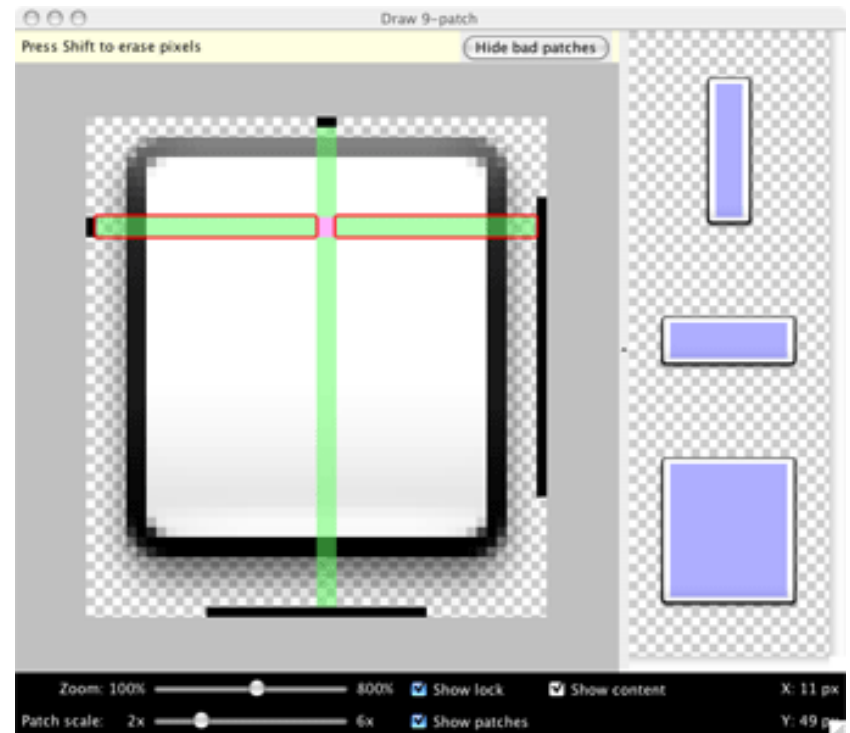 Draw 9-patch
Press Shift to erase pixels Hide bad patches
Zoom: 100% 800% Show lock Show content X: 11 px
Patch scale: 2x 6x Show patches Y: 49 px